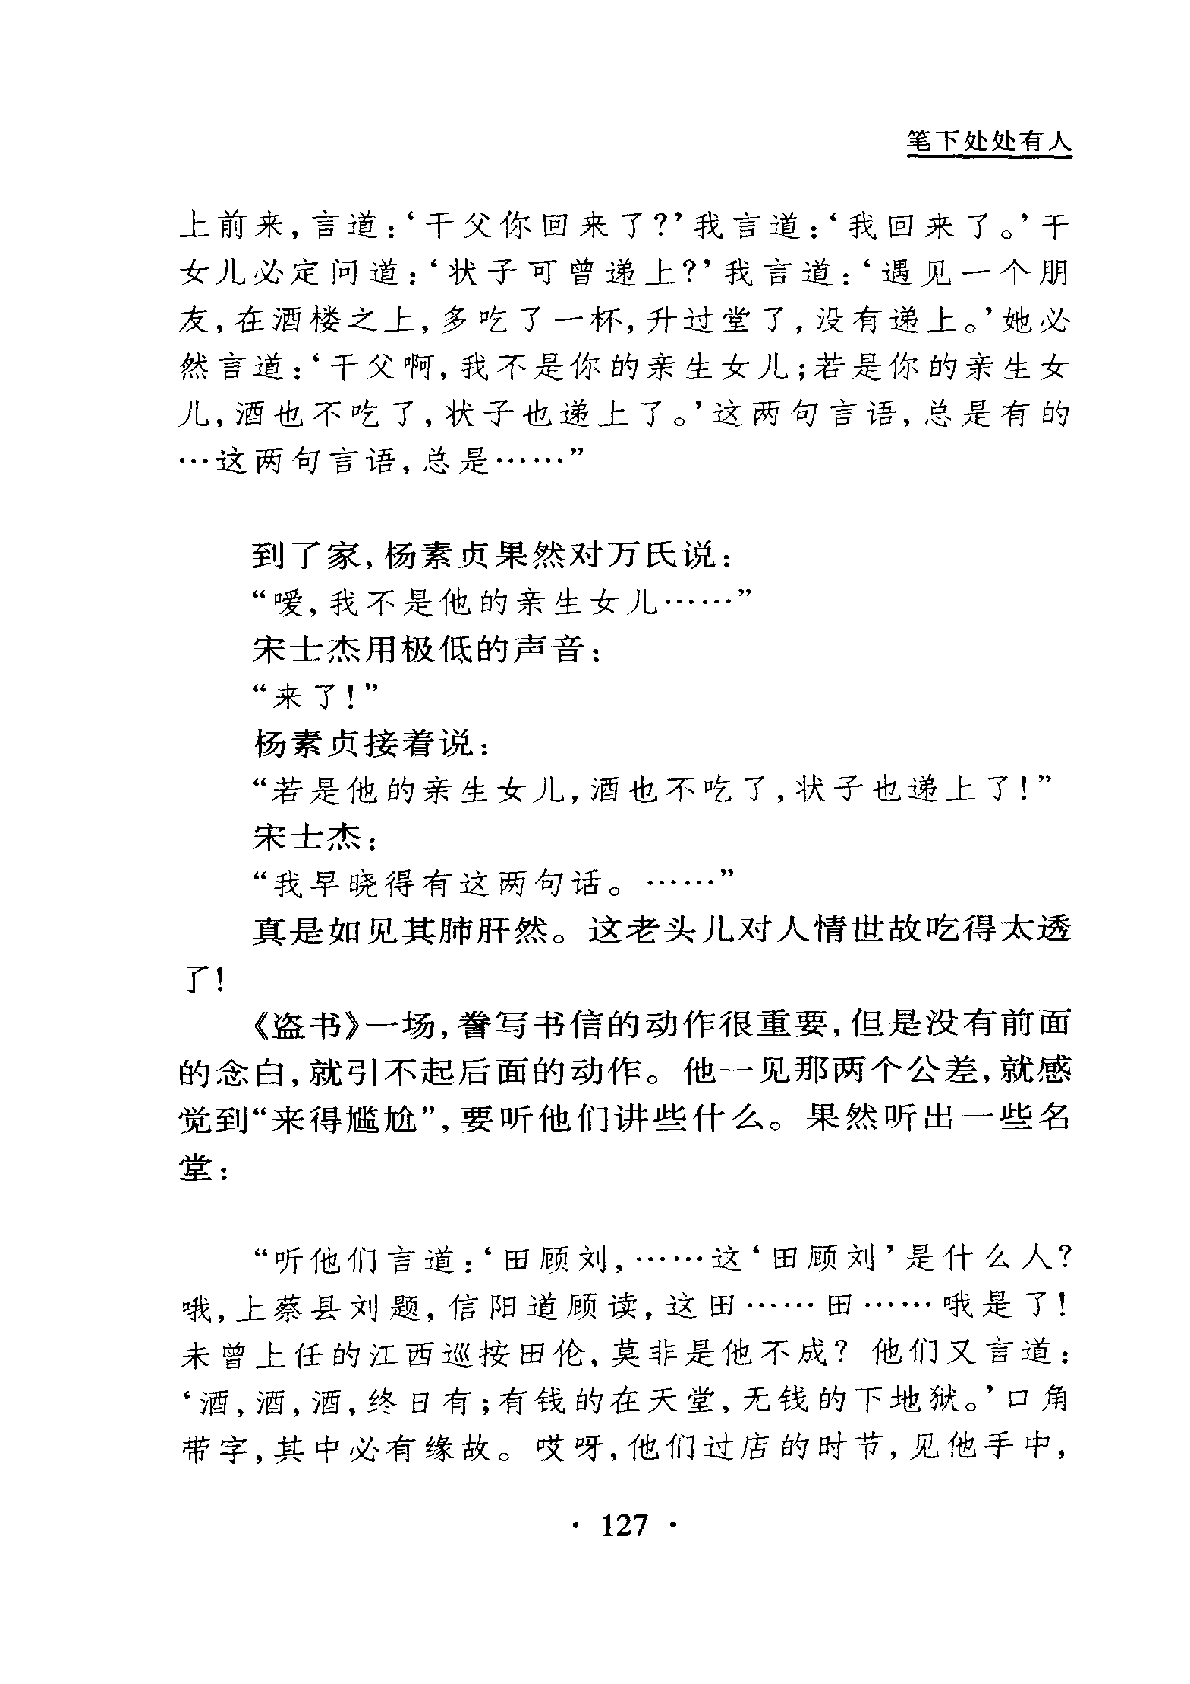 笔下处处有人
上前来，言道：‘干父你回来了？’我言道：‘我回来了。’干
女儿必定问道：‘状子可曾递上？’我言道：‘遇见一个朋
友，在酒楼之上，多吃了一杯，升过堂了，没有递上。’她必
然言道：‘干父啊，我不是你的亲生女儿；若是你的亲生女
儿，酒也不吃了，状子也递上了。’这两句言语，总是有的
…这两句言语，总是……”
到了家，杨素贞果然对万氏说：
“嗳，我不是他的亲生女儿……”
宋士杰用极低的声音：
“来了！”
杨素贞接着说：
“若是他的亲生女儿，酒也不吃了，状子也递上了！”
宋士杰：
“我早晓得有这两句话。……”
真是如见其肺肝然。这老头儿对人情世故吃得太透
了！
《盗书》一场，誊写书信的动作很重要，但是没有前面
的念白，就引不起后面的动作。他一见那两个公差，就感
觉到“来得尴尬”，要听他们讲些什么。果然听出一些名
堂：
“听他们言道：‘田顾刘，……这‘田顾刘’是什么人？
哦，上蔡县刘题，信阳道顾读，这田……田……哦是了！
未曾上任的江西巡按田伦，莫非是他不成？他们又言道：
‘酒，酒，酒，终日有；有钱的在天堂，无钱的下地狱。’口角
带字，其中必有缘故。哎呀，他们过店的时节，见他手中，
· 127 ·